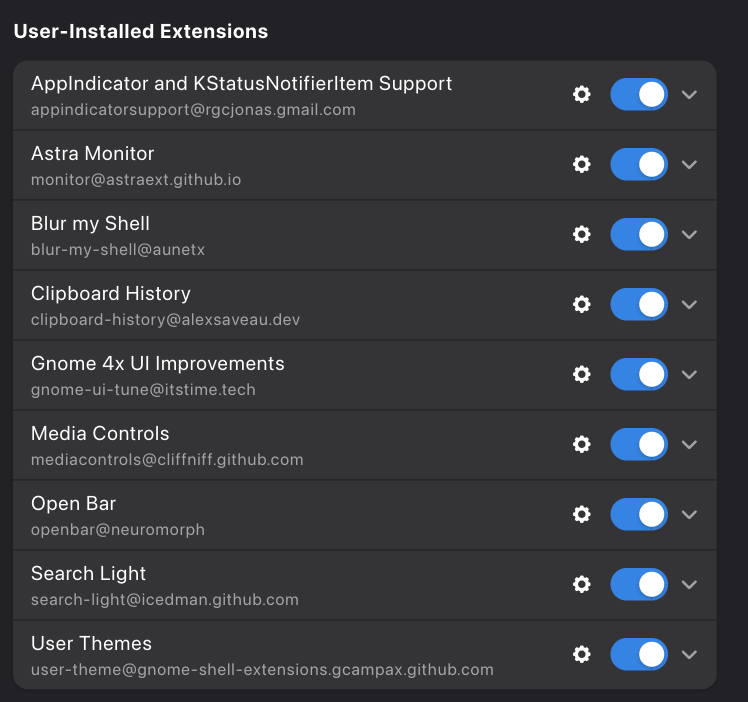 User-Installed Extensions
AppIndicator and KStatusNotifierItem Support
appindicatorsupport@rgcjonas.gmail.com
Astra Monitor
monitor@astraext.github.io
Blur my Shell
blur-my-shell@aunetx
Clipboard History
clipboard-history@alexsaveau.dev
Gnome 4x UI Improvements
gnome-ui-tune@itstime.tech
Media Controls
mediacontrols@cliffniff.github.com
Open Bar
openbar@neuromorph
Search Light
search-light@icedman.github.com
User Themes
user-theme@gnome-shell-extensions.gcampax.github.com